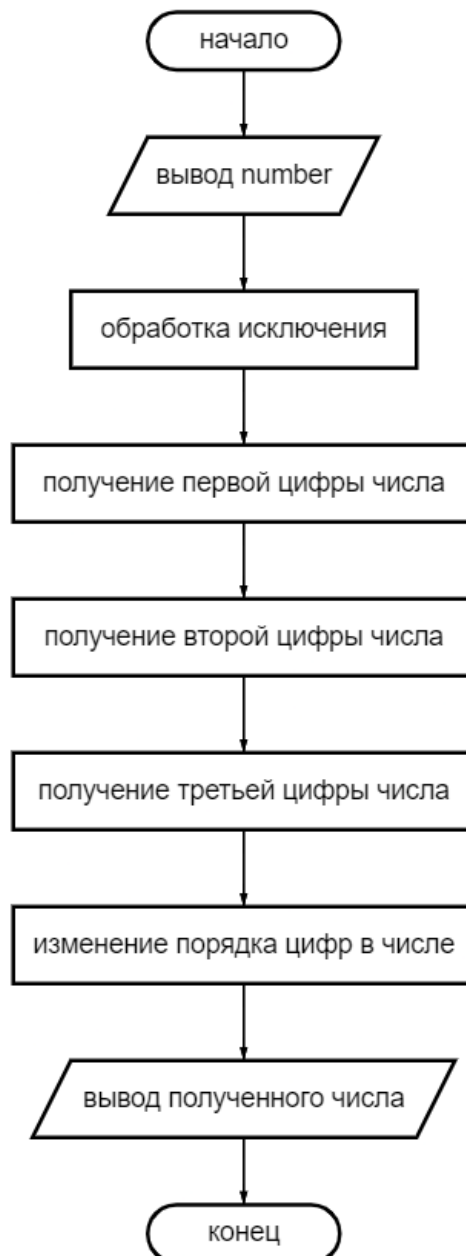 начало
вывод number
обработка исключения
получение первой цифры числа
получение второй цифры числа
получение третьей цифры числа
изменение порядка цифр в числе
вывод полученного числа
конец